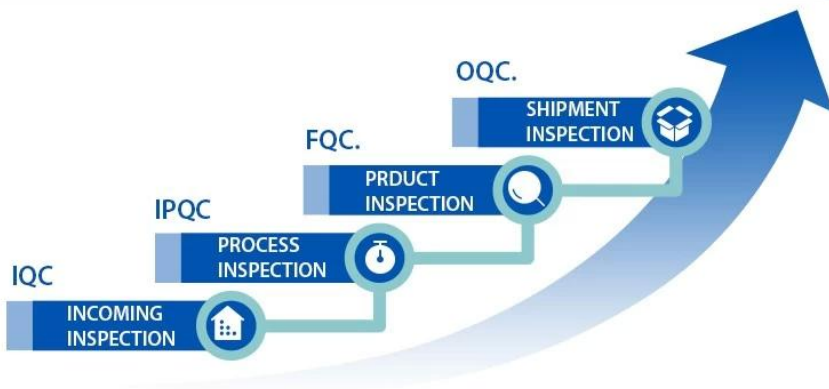 OQC.
SHIPMENT
INSPECTION
FQC.
PRDUCT
INSPECTION
IPQC
PROCESS
INSPECTION
IQC
INCOMING
INSPECTION